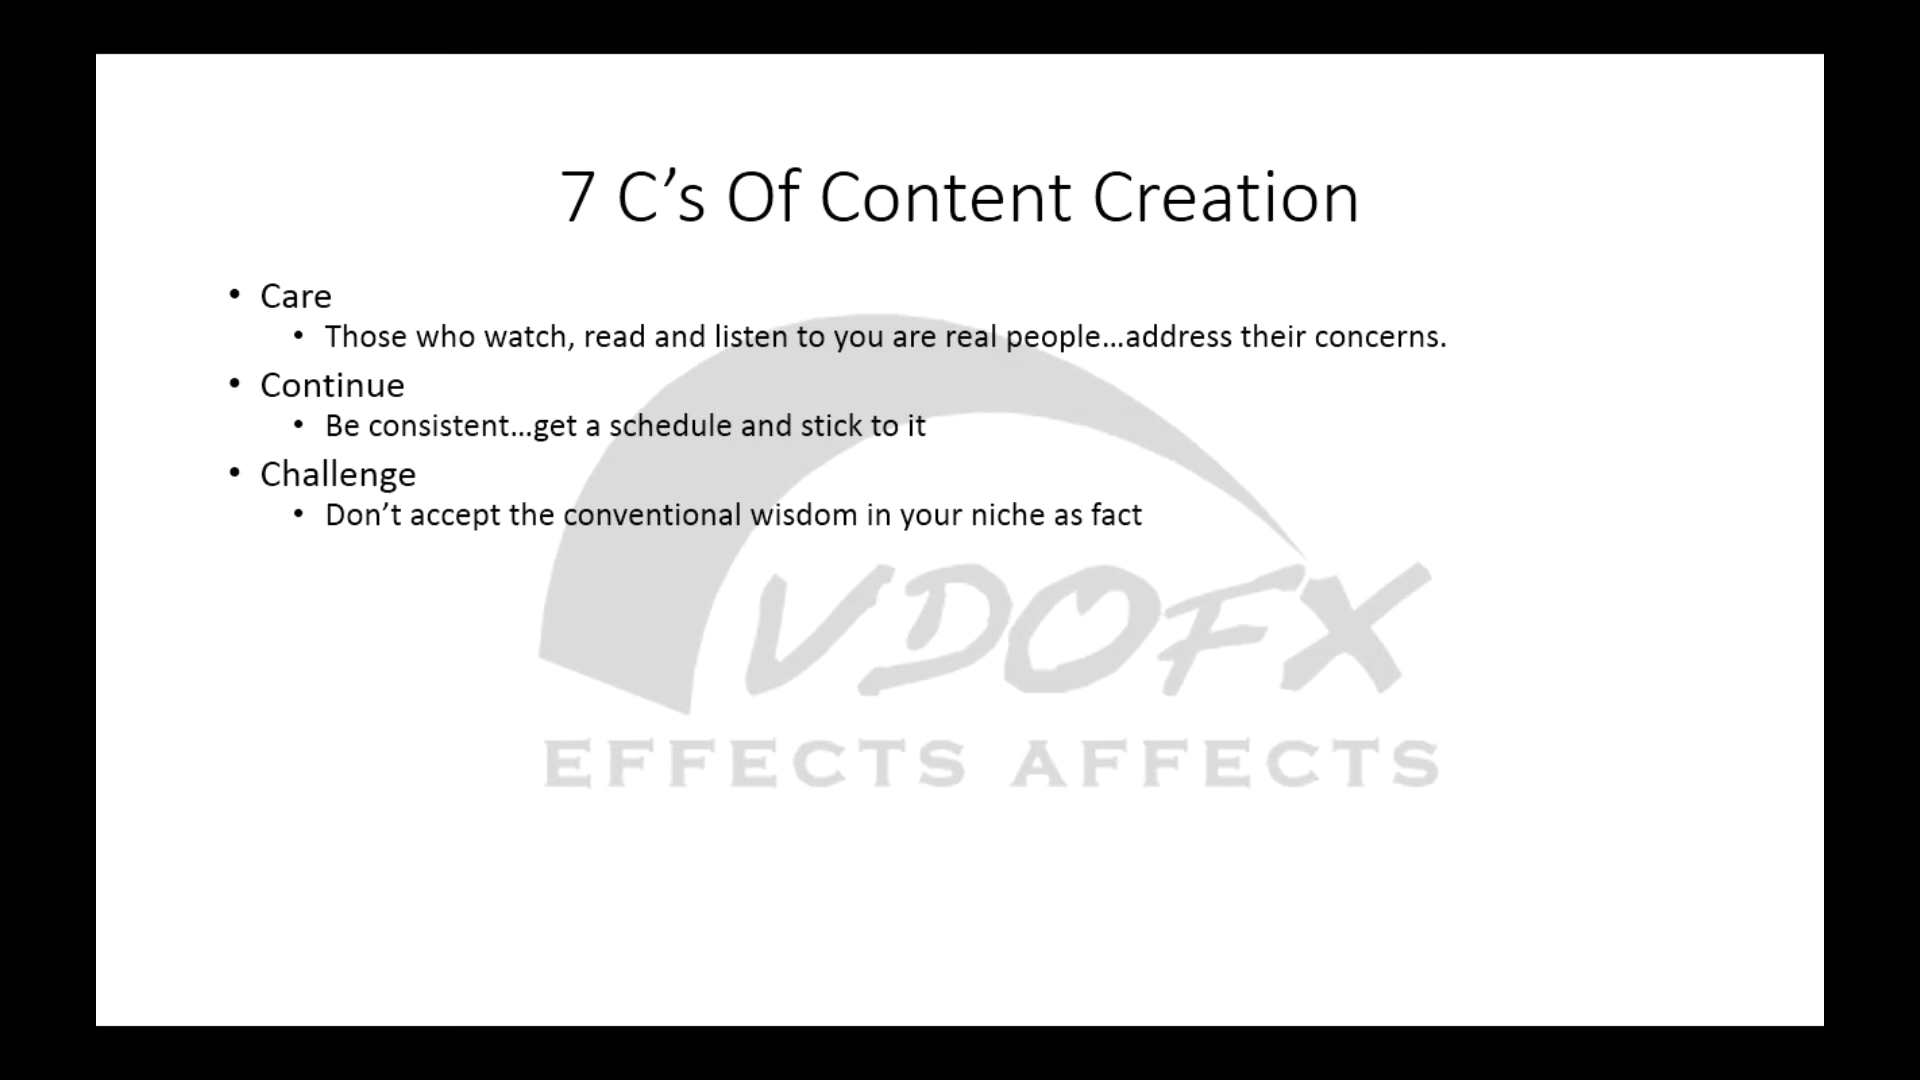 7 C’s Of Content Creation
• Care
• Those who watch, read and listen to you are real people...address their concerns.
• Continue
• Be consistent...get a schedule and stick to it
• Challenge
• Don’t accept the conventional wisdom in your niche as fact
VDOFX
EFFECTS AFFECTS